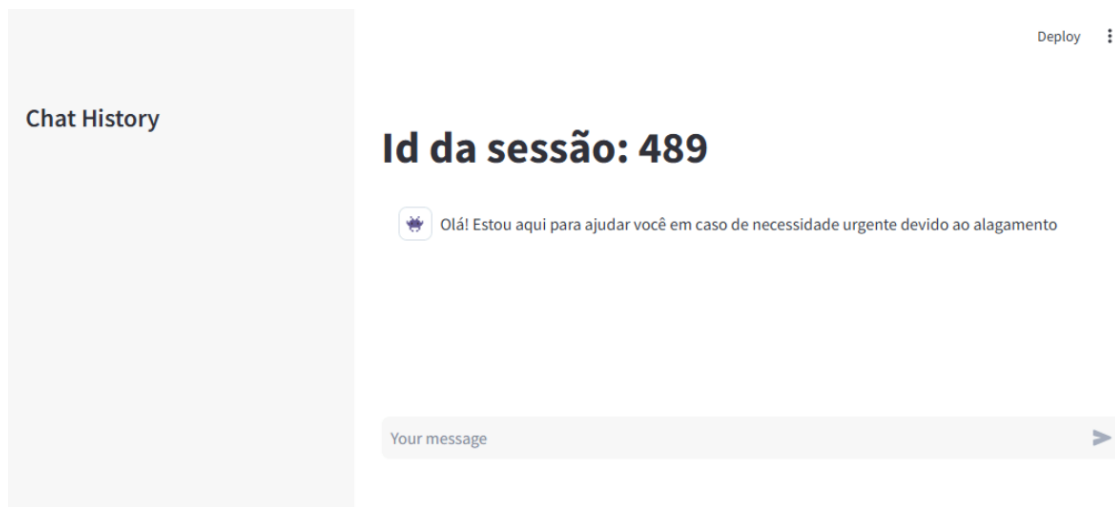 Deploy
Chat History
Id da sessão: 489
Olá! Estou aqui para ajudar você em caso de necessidade urgente devido ao alagamento
Your message